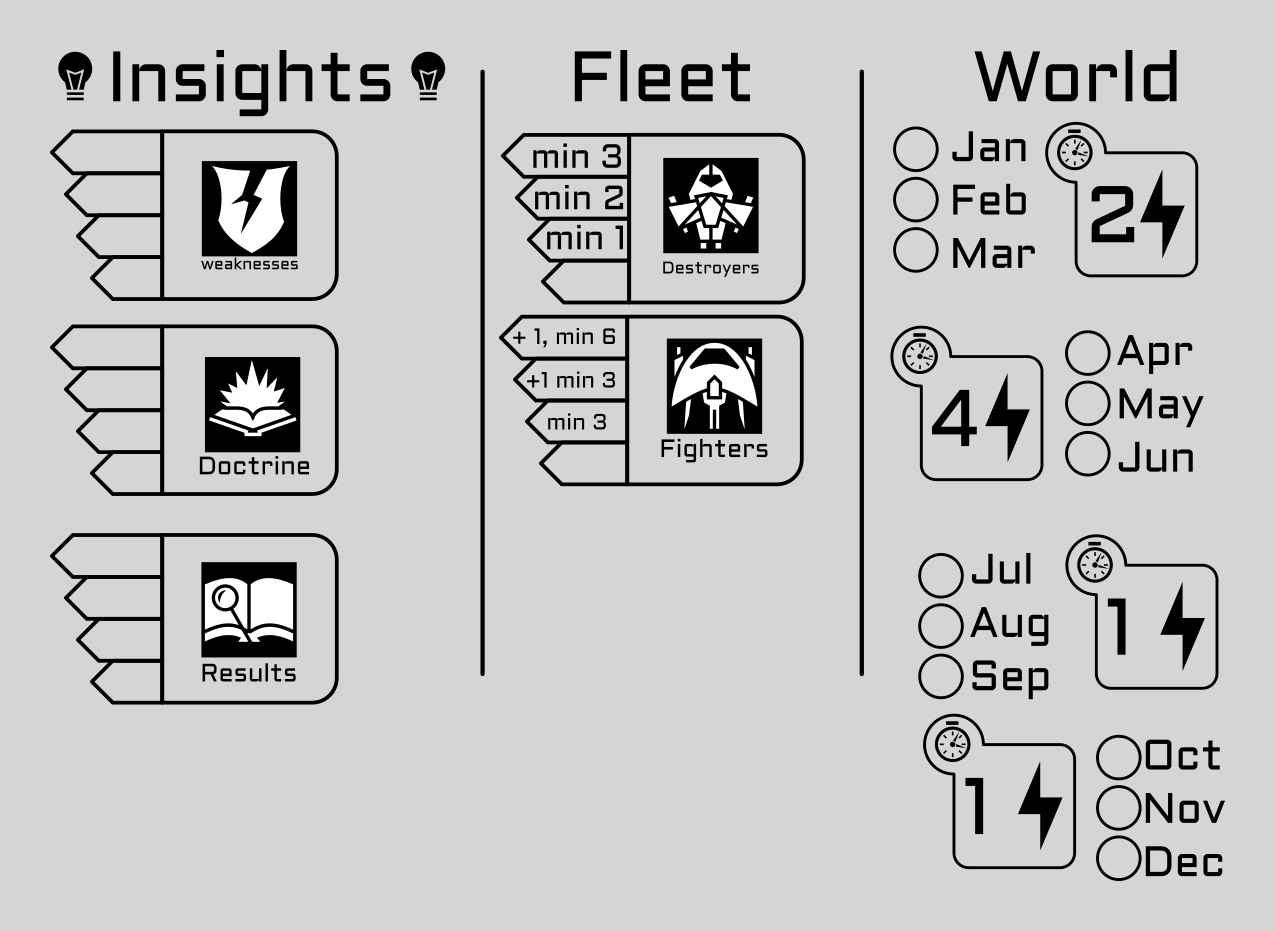 Insights
weaknesses
Doctrine
Results
Fleet
min 3
min 2
min 1
Destroyers
+ 1, min 6
+1 min 3
min 3
Fighters
World
Jan
Feb
Mar
2
4
Apr
May
Jun
Jul
Aug
Sep
1
1
Oct
Nov
Dec